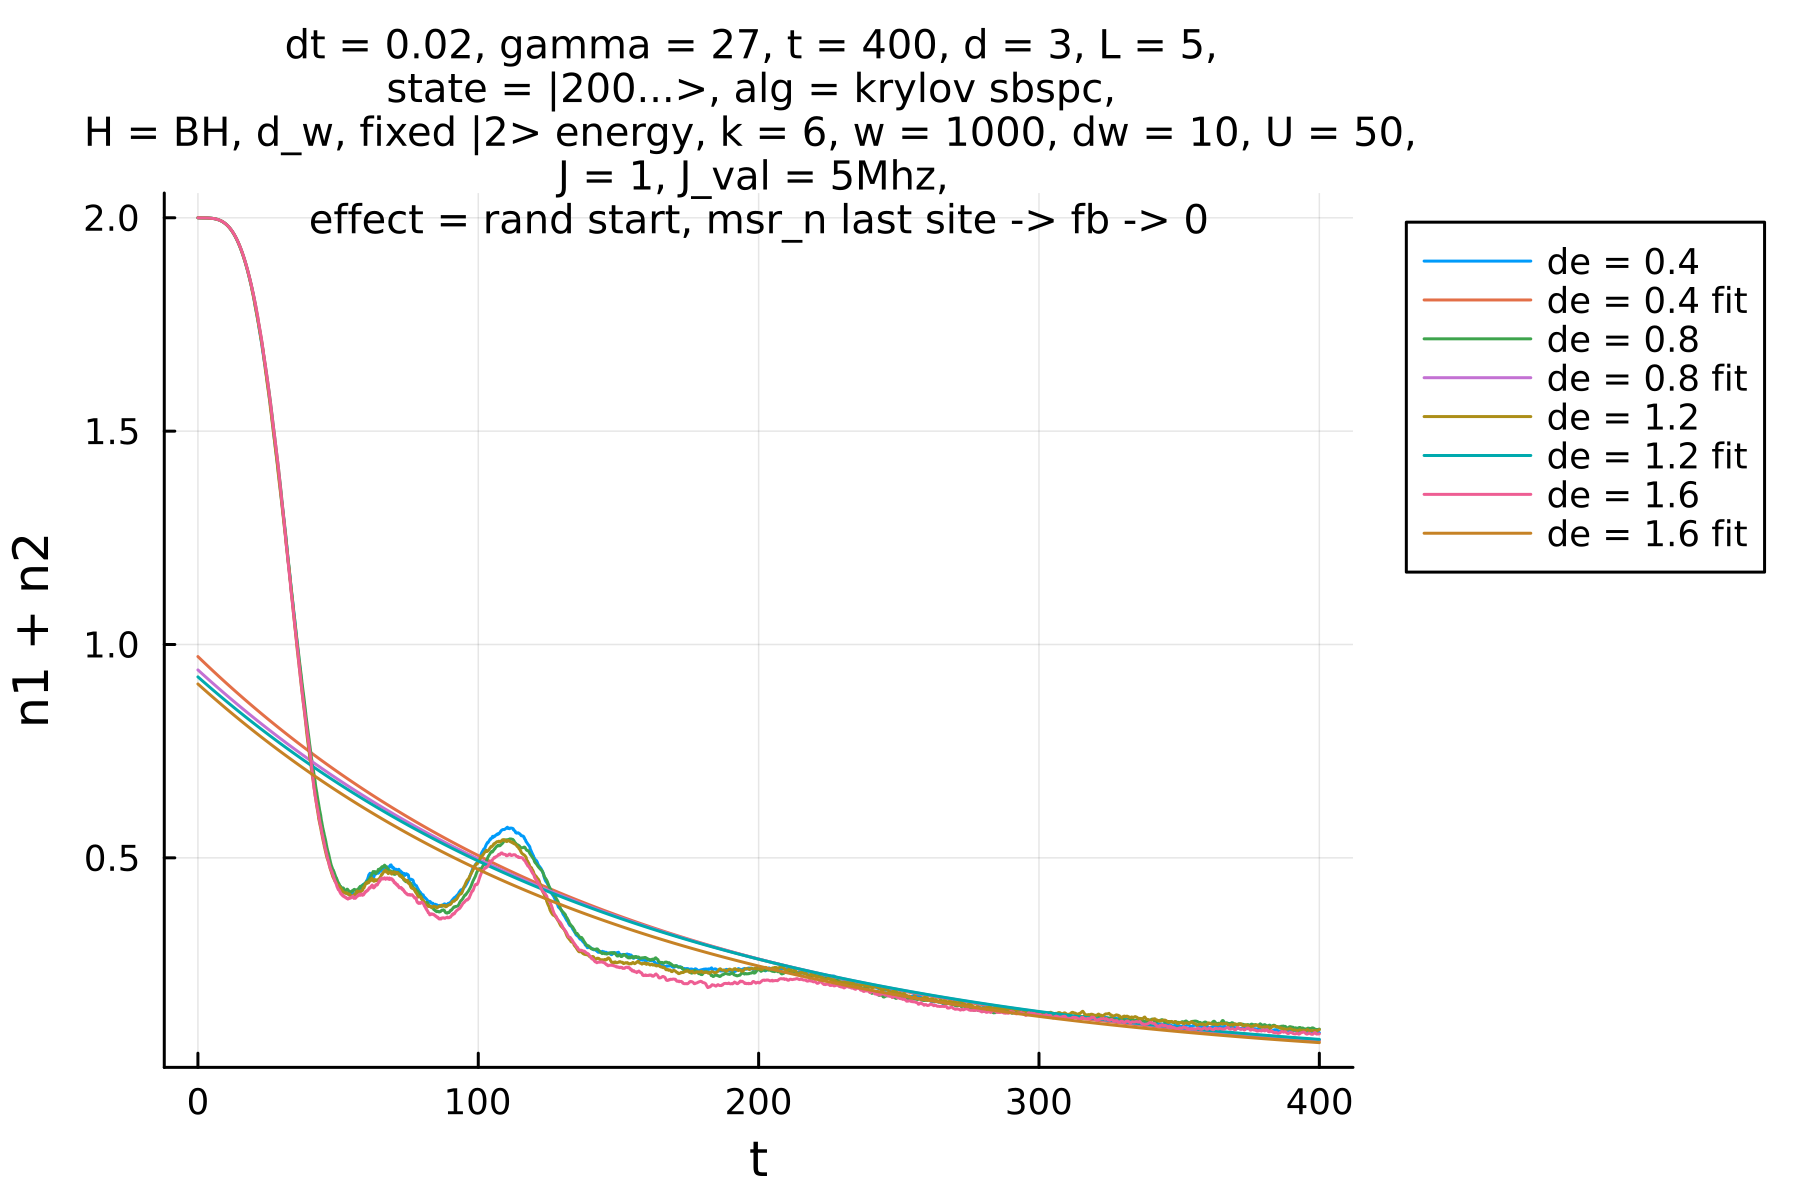 dt = 0.02, gamma = 27, t = 400, d = 3, L = 5,
state = |200...>, alg = krylov sbspc,
H = BH, d_w, fixed |2> energy, k = 6, w = 1000, dw = 10, U = 50,
J = 1, J_val = 5Mhz,
effect = rand start, msr_n last site -> fb -> 0
n1 + n2
2.0
1.5
1.0
0.5
0
100
200
300
400
t
de = 0.4
de = 0.4 fit
de = 0.8
de = 0.8 fit
de = 1.2
de = 1.2 fit
de = 1.6
de = 1.6 fit